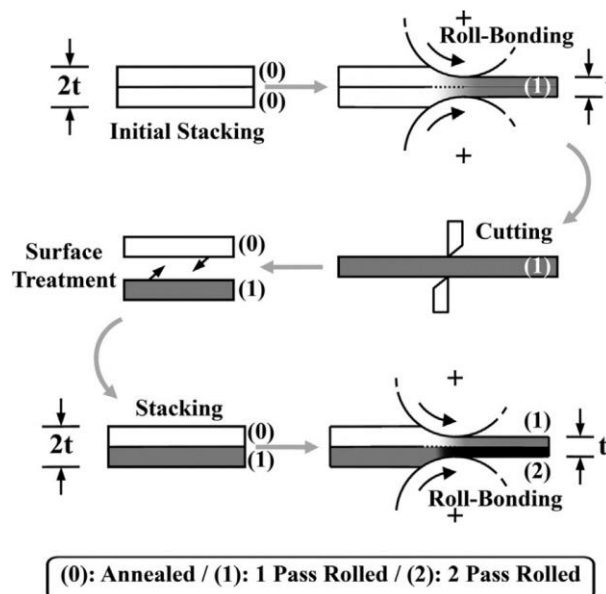 Roll-Bonding
+
2t
(0)
(0)
(1)
Initial Stacking
+
Surface
Treatment
(0)
(1)
Cutting
(1)
Stacking
+
2t
(0)
(1)
(1)
(2)
t
Roll-Bonding
+
(0): Annealed / (1): 1 Pass Rolled / (2): 2 Pass Rolled